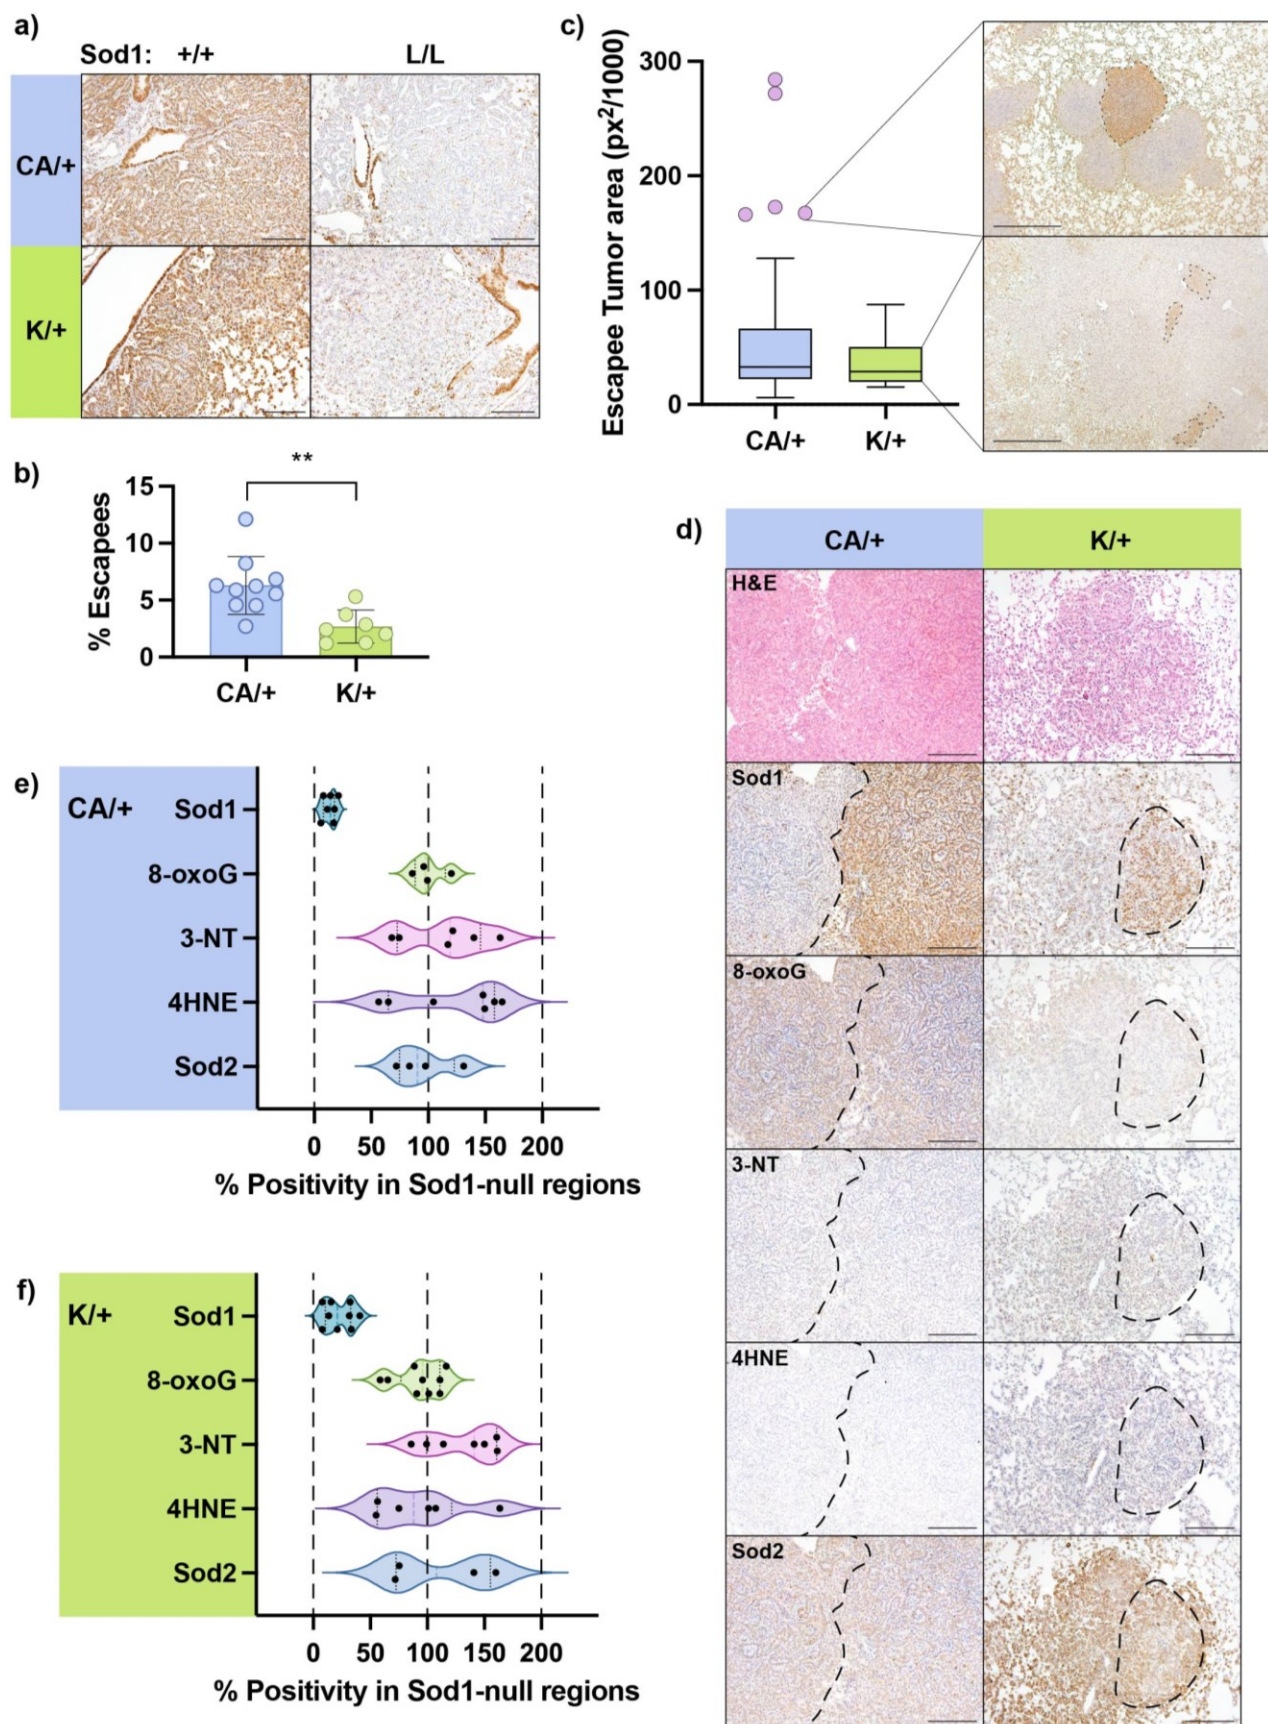 a)
Sod1: +/+ L/L
CA/+
K/+
b)
% Escapees
15
10
5
0
**
CA/+ K/+
c)
Escapee Tumor area (px²/1000)
300
200
100
0
CA/+ K/+
d)
CA/+ K/+
H&E
Sod1
8-oxoG
3-NT
4HNE
Sod2
e)
CA/+
Sod1
8-oxoG
3-NT
4HNE
Sod2
0 50 100 150 200
% Positivity in Sod1-null regions
f)
K/+
Sod1
8-oxoG
3-NT
4HNE
Sod2
0 50 100 150 200
% Positivity in Sod1-null regions